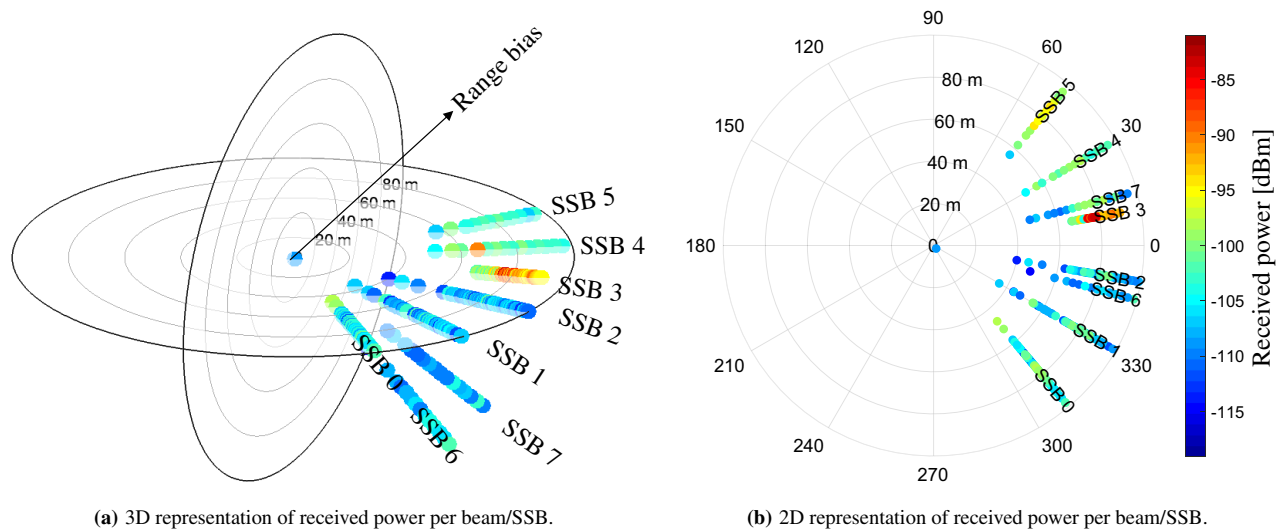 Range bias
80 m
60 m
40 m
20 m
SSB 5
SSB 4
SSB 3
SSB 2
SSB 1
SSB 0
SSB 7
SSB 6
(a) 3D representation of received power per beam/SSB.
90
120
60
150
30
180
0
0
210
330
240
300
270
80 m
60 m
40 m
20 m
SSB 5
SSB 4
SSB 7
SSB 3
SSB 2
SSB 6
SSB 1
SSB 0
-85
-90
-95
-100
-105
-110
-115
Received power [dBm]
(b) 2D representation of received power per beam/SSB.